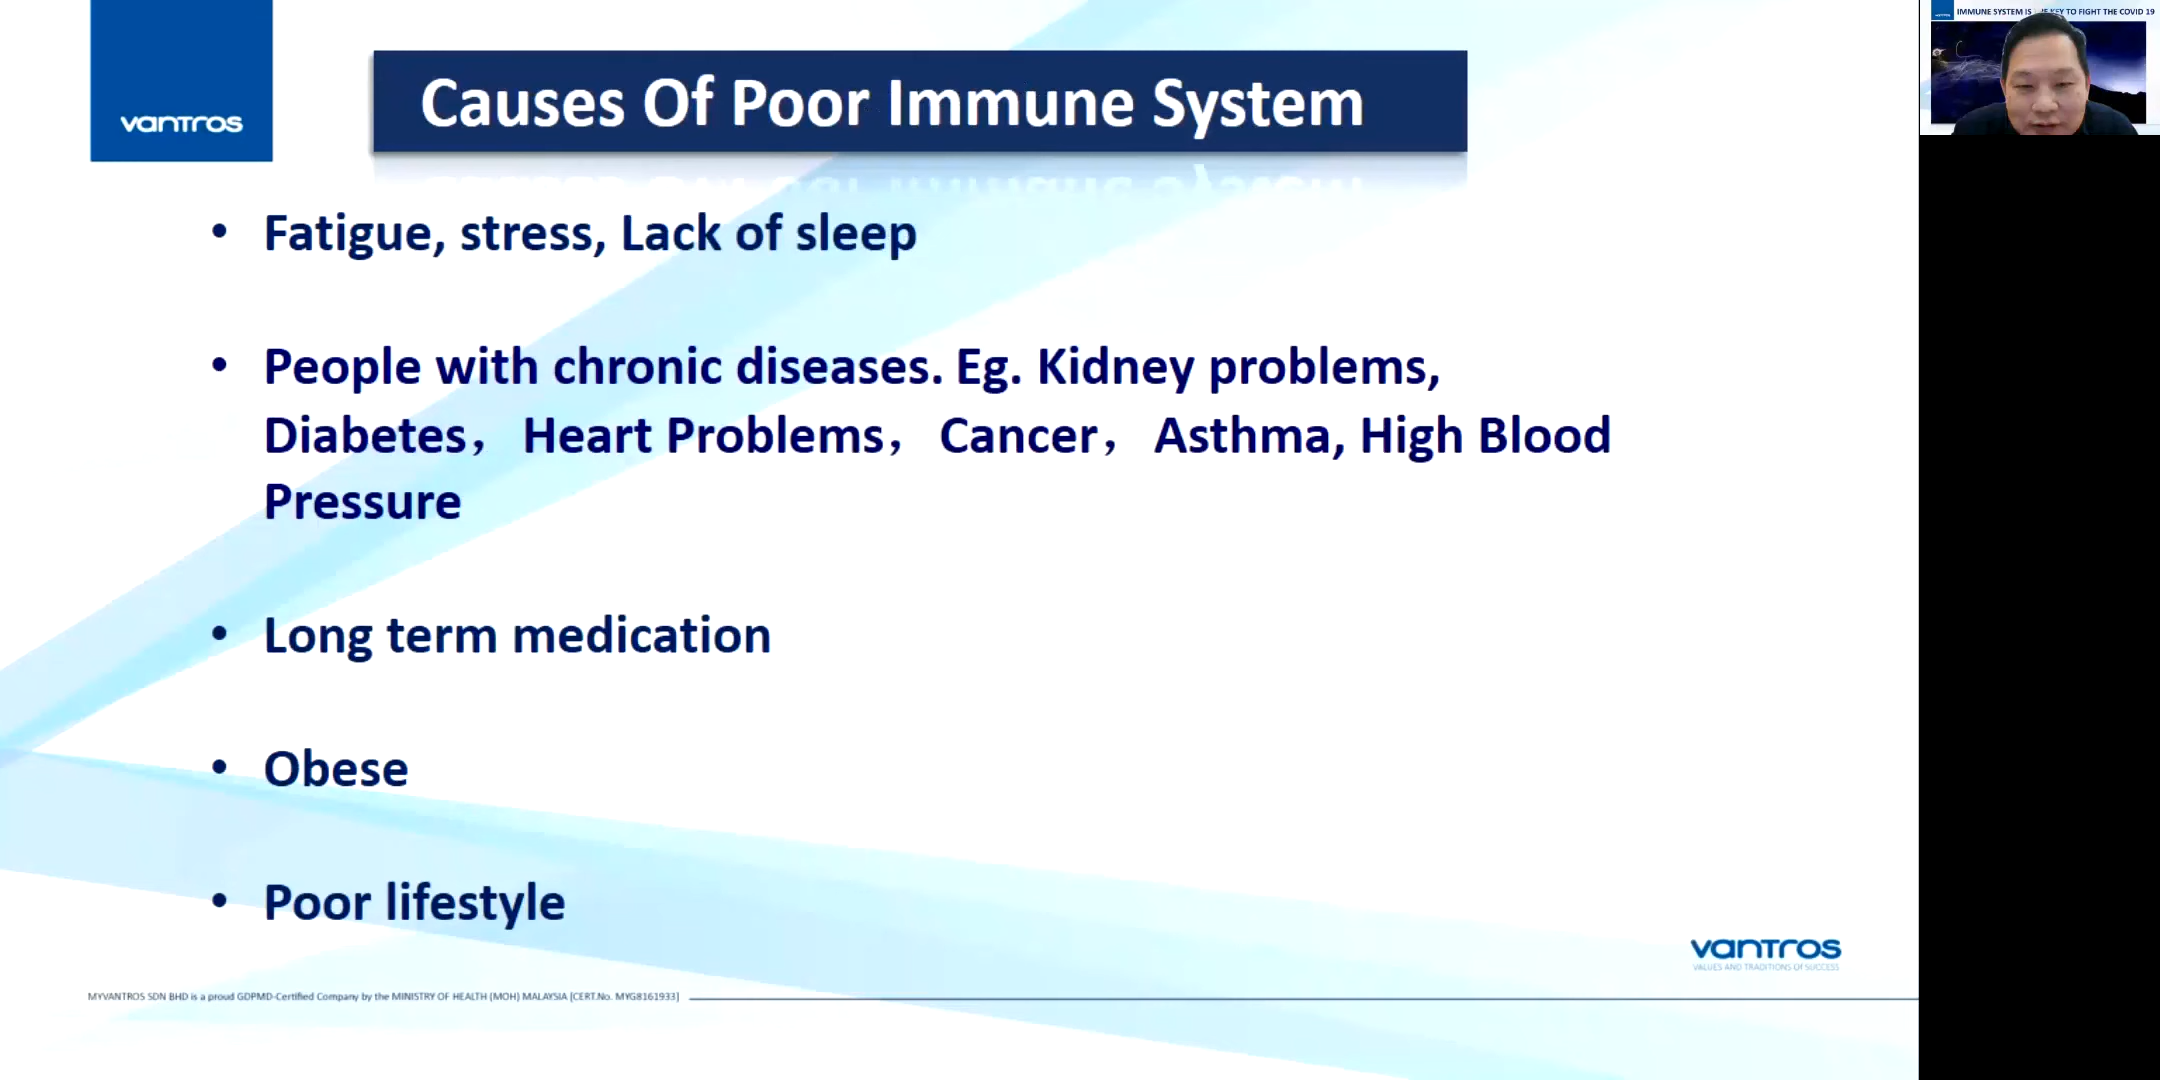 vantros
Causes Of Poor Immune System
• Fatigue, stress, Lack of sleep
• People with chronic diseases. Eg. Kidney problems,
Diabetes， Heart Problems， Cancer， Asthma, High Blood
Pressure
• Long term medication
• Obese
• Poor lifestyle
vantros
VALUES AND TRADITIONS Of SUCCESS
MYVANTROS SDN BHD is a proud GDPMD-Certified Company by the MINISTRY OF HEALTH (MOH) MALAYSIA [CERT.No. MYG8161933]
IMMUNE SYSTEM IS KEY TO FIGHT THE COVID 19